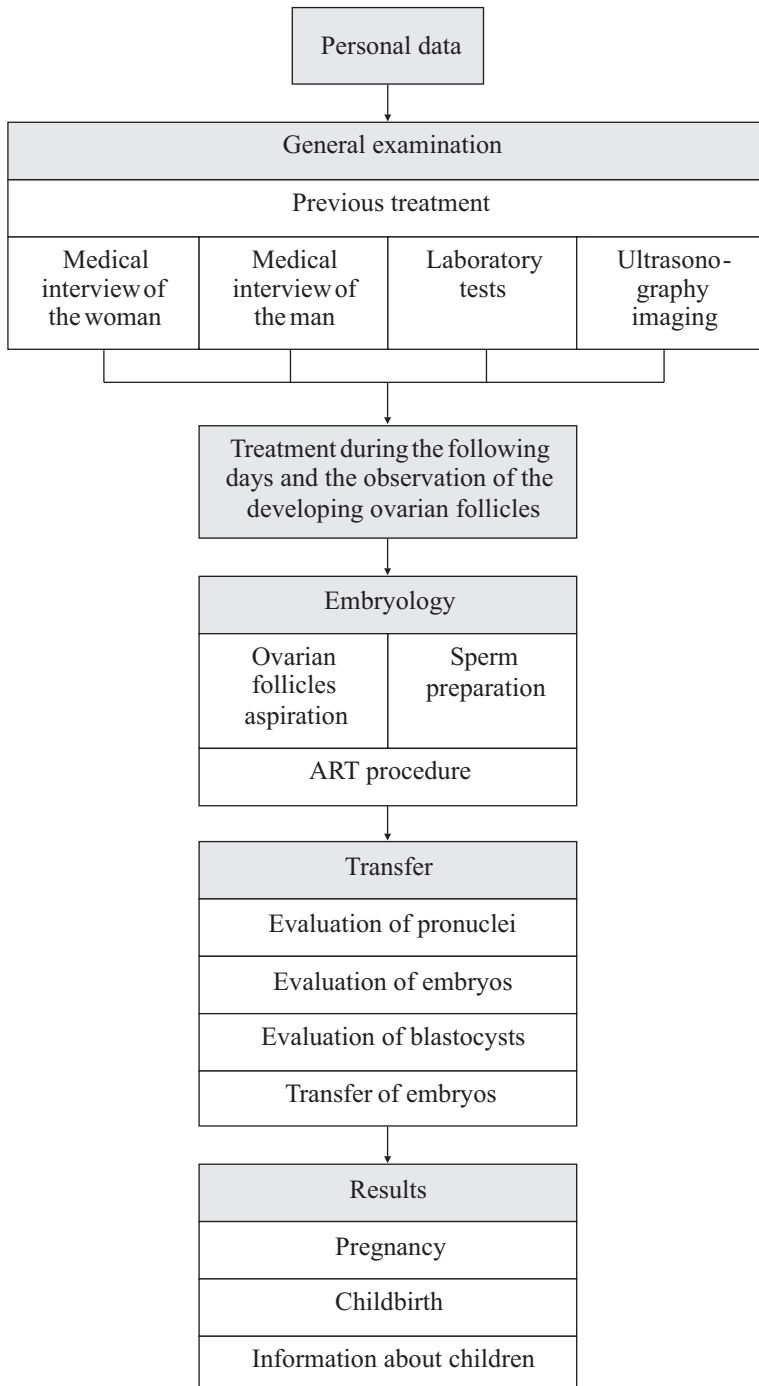 Personal data
General examination
Previous treatment
Medical
interview of
the woman
Medical
interview of
the man
Laboratory
tests
Ultrasono-
graphy
imaging
Treatment during the following
days and the observation of the
developing ovarian follicles
Embryology
Ovarian
follicles
aspiration
Sperm
preparation
ART procedure
Transfer
Evaluation of pronuclei
Evaluation of embryos
Evaluation of blastocysts
Transfer of embryos
Results
Pregnancy
Childbirth
Information about children